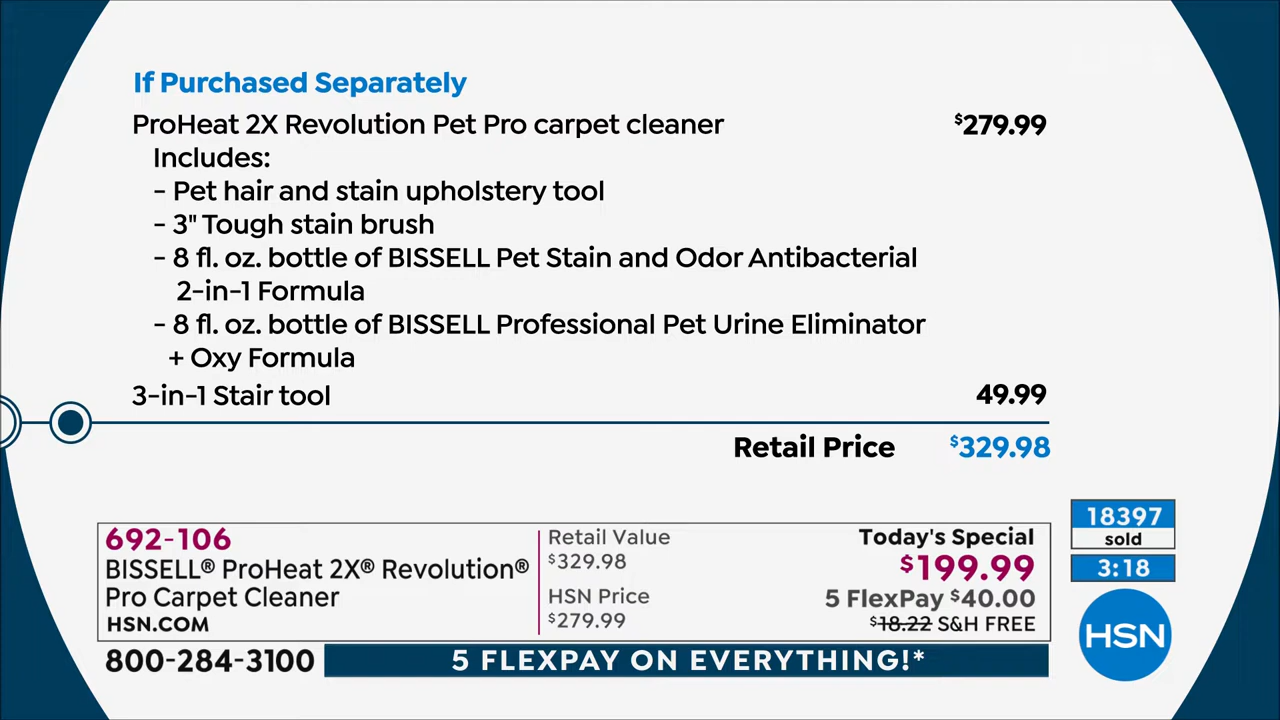 If Purchased Separately
ProHeat 2X Revolution Pet Pro carpet cleaner $279.99
Includes:
- Pet hair and stain upholstery tool
- 3" Tough stain brush
- 8 fl. oz. bottle of BISSELL Pet Stain and Odor Antibacterial
2-in-1 Formula
- 8 fl. oz. bottle of BISSELL Professional Pet Urine Eliminator
+ Oxy Formula
3-in-1 Stair tool 49.99
Retail Price $329.98
692-106
BISSELL® ProHeat 2X® Revolution®
Pro Carpet Cleaner
HSN.COM
Retail Value
$329.98
HSN Price
$279.99
Today's Special
$199.99
5 FlexPay $40.00
$18.22 S&H FREE
18397
sold
3:18
HSN
800-284-3100
5 FLEXPAY ON EVERYTHING!*